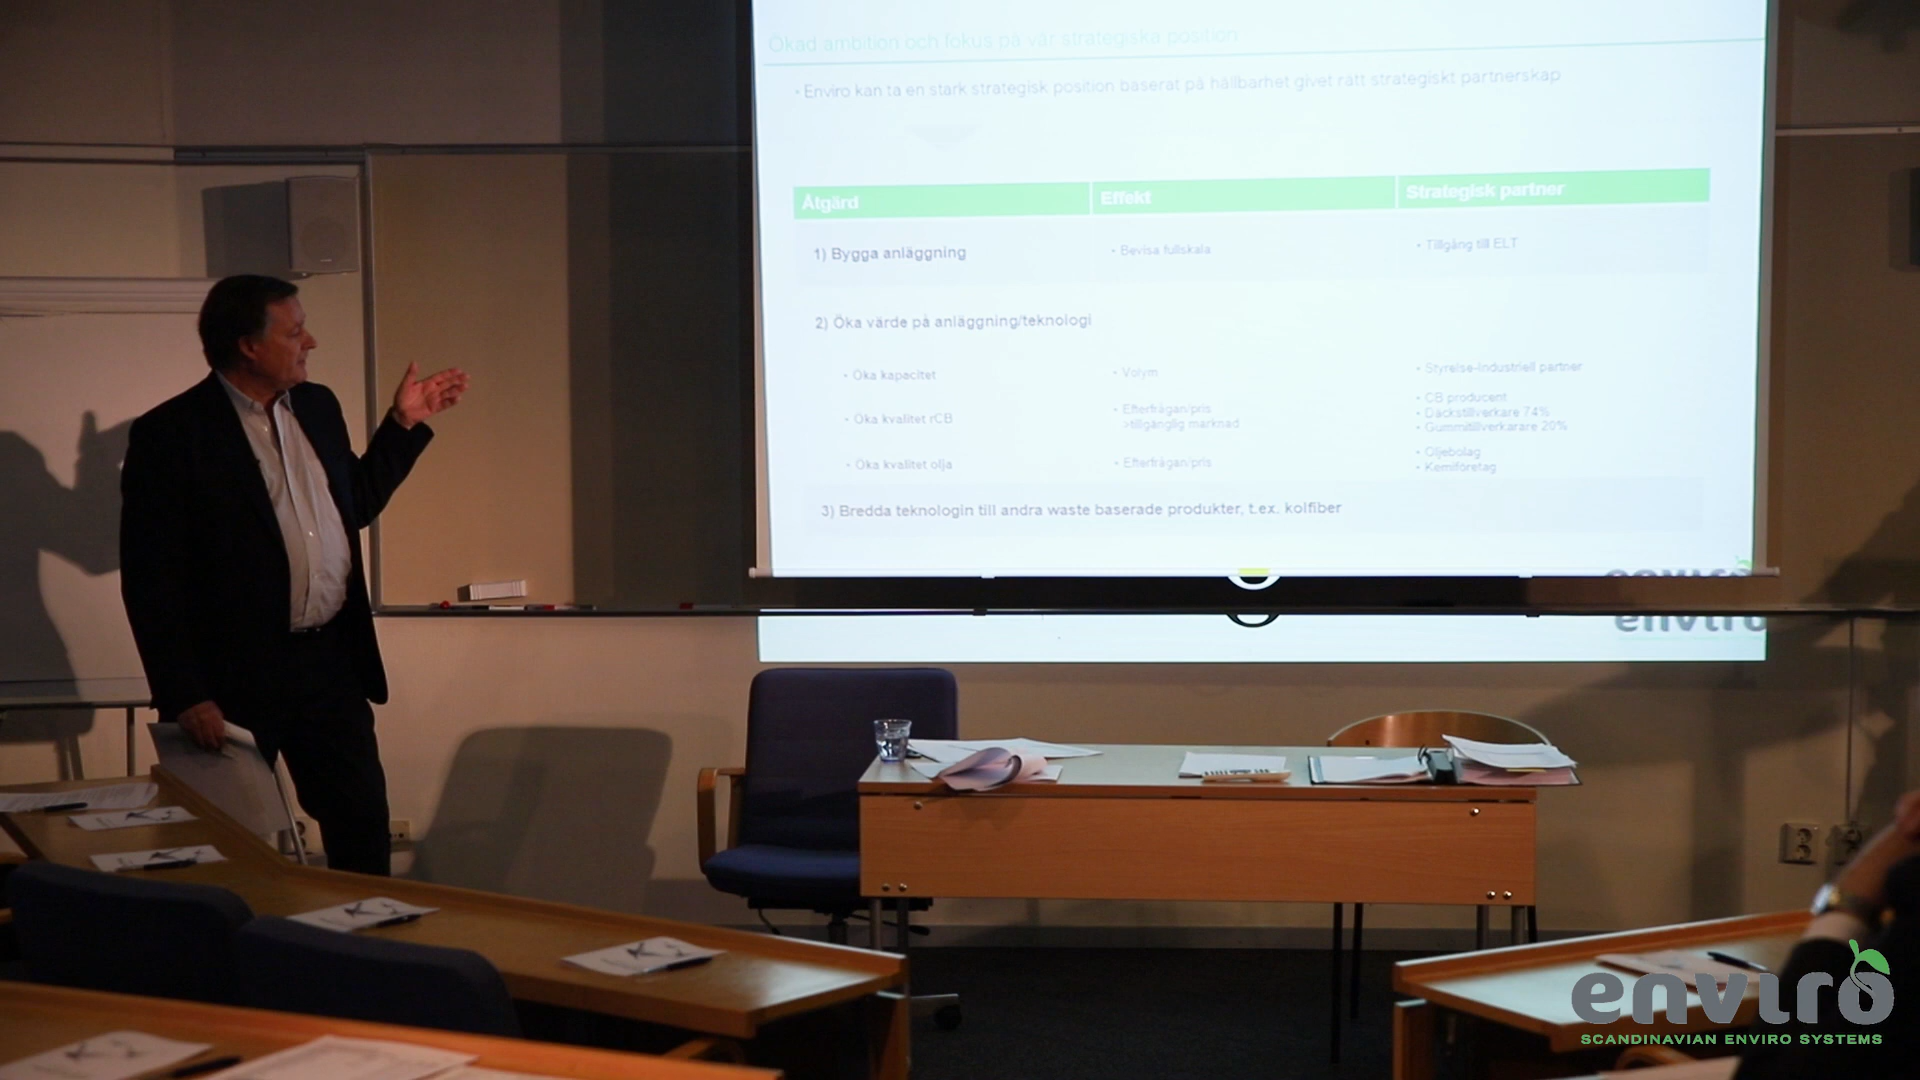 Ökad ambition och fokus på vår strategiska position
• Enviro kan ta en stark strategisk position baserat på hållbarhet givet rätt strategiskt partnerskap
Åtgärd Effekt Strategisk partner
1) Bygga anläggning • Bevisa fullskala • Tillgång till ELT
2) Öka värde på anläggning/teknologi
• Öka kapacitet • Volym • Styrelse-Industriell partner
• Öka kvalitet rCB • Efterfrågan/pris
>tillgänglig marknad
• CB producent
• Däckstillverkare 74%
• Gummitillverkarare 20%
• Öka kvalitet olja • Efterfrågan/pris • Oljebolag
• Kemiföretag
3) Bredda teknologin till andra waste baserade produkter, t.ex. kolfiber
enviro
enviro
enviro
SCANDINAVIAN ENVIRO SYSTEMS